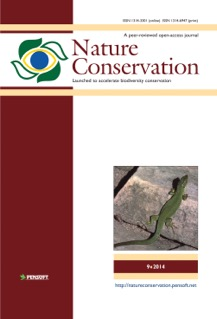 ISSN 1314-3301 (online) ISSN 1314-6947 (print)
A peer-reviewed open-access journal
Nature
Conservation
Launched to accelerate biodiversity conservation
9•2014
PENSOFT
http://natureconservation.pensoft.net